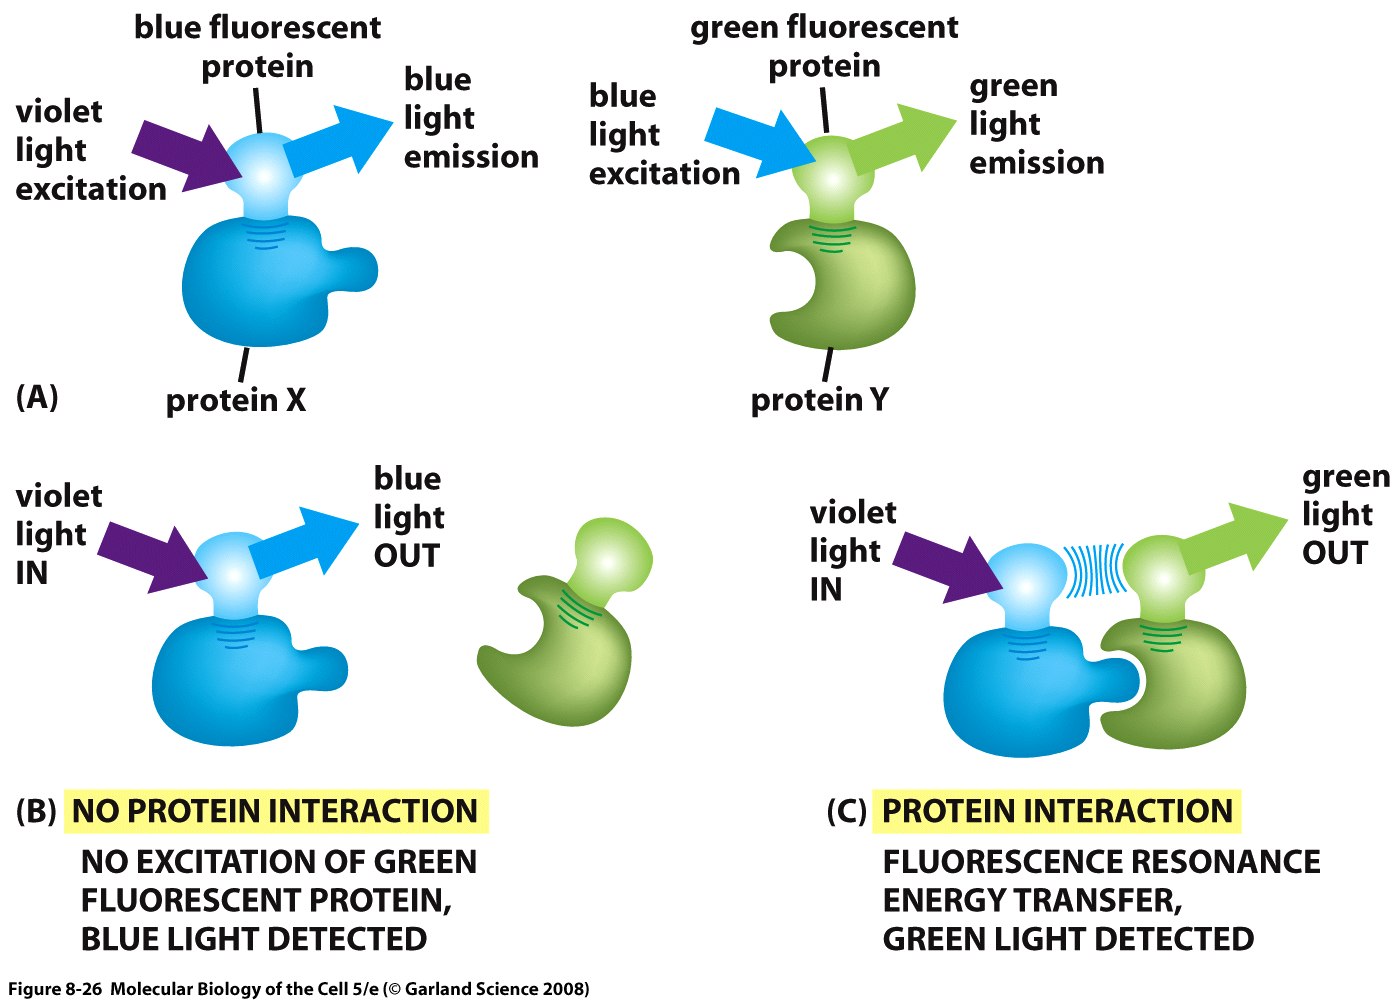 blue fluorescent
protein
violet
light
excitation
blue
light
emission
protein X
green fluorescent
protein
blue
light
excitation
green
light
emission
protein Y
(A)
violet
light
IN
blue
light
OUT
(B) NO PROTEIN INTERACTION
NO EXCITATION OF GREEN
FLUORESCENT PROTEIN,
BLUE LIGHT DETECTED
violet
light
IN
green
light
OUT
(C) PROTEIN INTERACTION
FLUORESCENCE RESONANCE
ENERGY TRANSFER,
GREEN LIGHT DETECTED
Figure 8-26 Molecular Biology of the Cell 5/e (© Garland Science 2008)